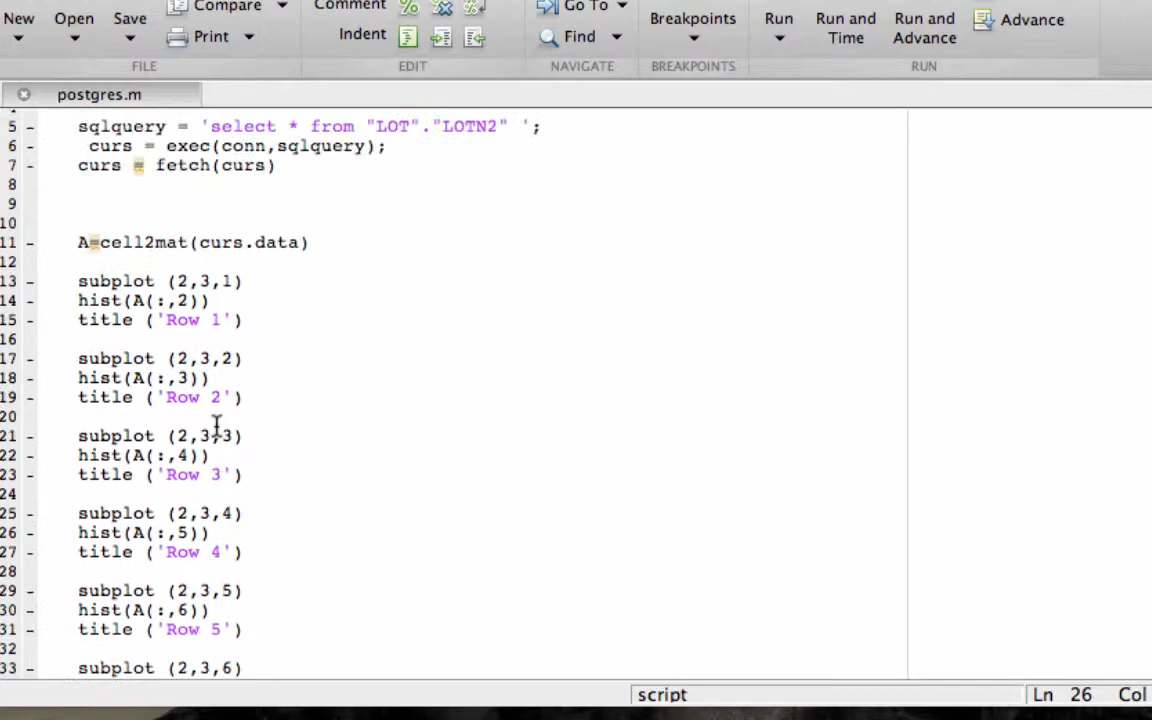 New Open Save Compare Print FILE
Comment Indent EDIT
Go To Find NAVIGATE
Breakpoints BREAKPOINTS
Run Run and Time Run and Advance Advance RUN
postgres.m
5 - sqlquery = 'select * from "LOT"."LOTN2" ';
6 - curs = exec(conn,sqlquery);
7 - curs = fetch(curs)
8
9
10
11 - A=cell2mat(curs.data)
12
13 - subplot (2,3,1)
14 - hist(A(:,2))
15 - title ('Row 1')
16
17 - subplot (2,3,2)
18 - hist(A(:,3))
19 - title ('Row 2')
20
21 - subplot (2,3,3)
22 - hist(A(:,4))
23 - title ('Row 3')
24
25 - subplot (2,3,4)
26 - hist(A(:,5))
27 - title ('Row 4')
28
29 - subplot (2,3,5)
30 - hist(A(:,6))
31 - title ('Row 5')
32
33 - subplot (2,3,6)
script Ln 26 Col